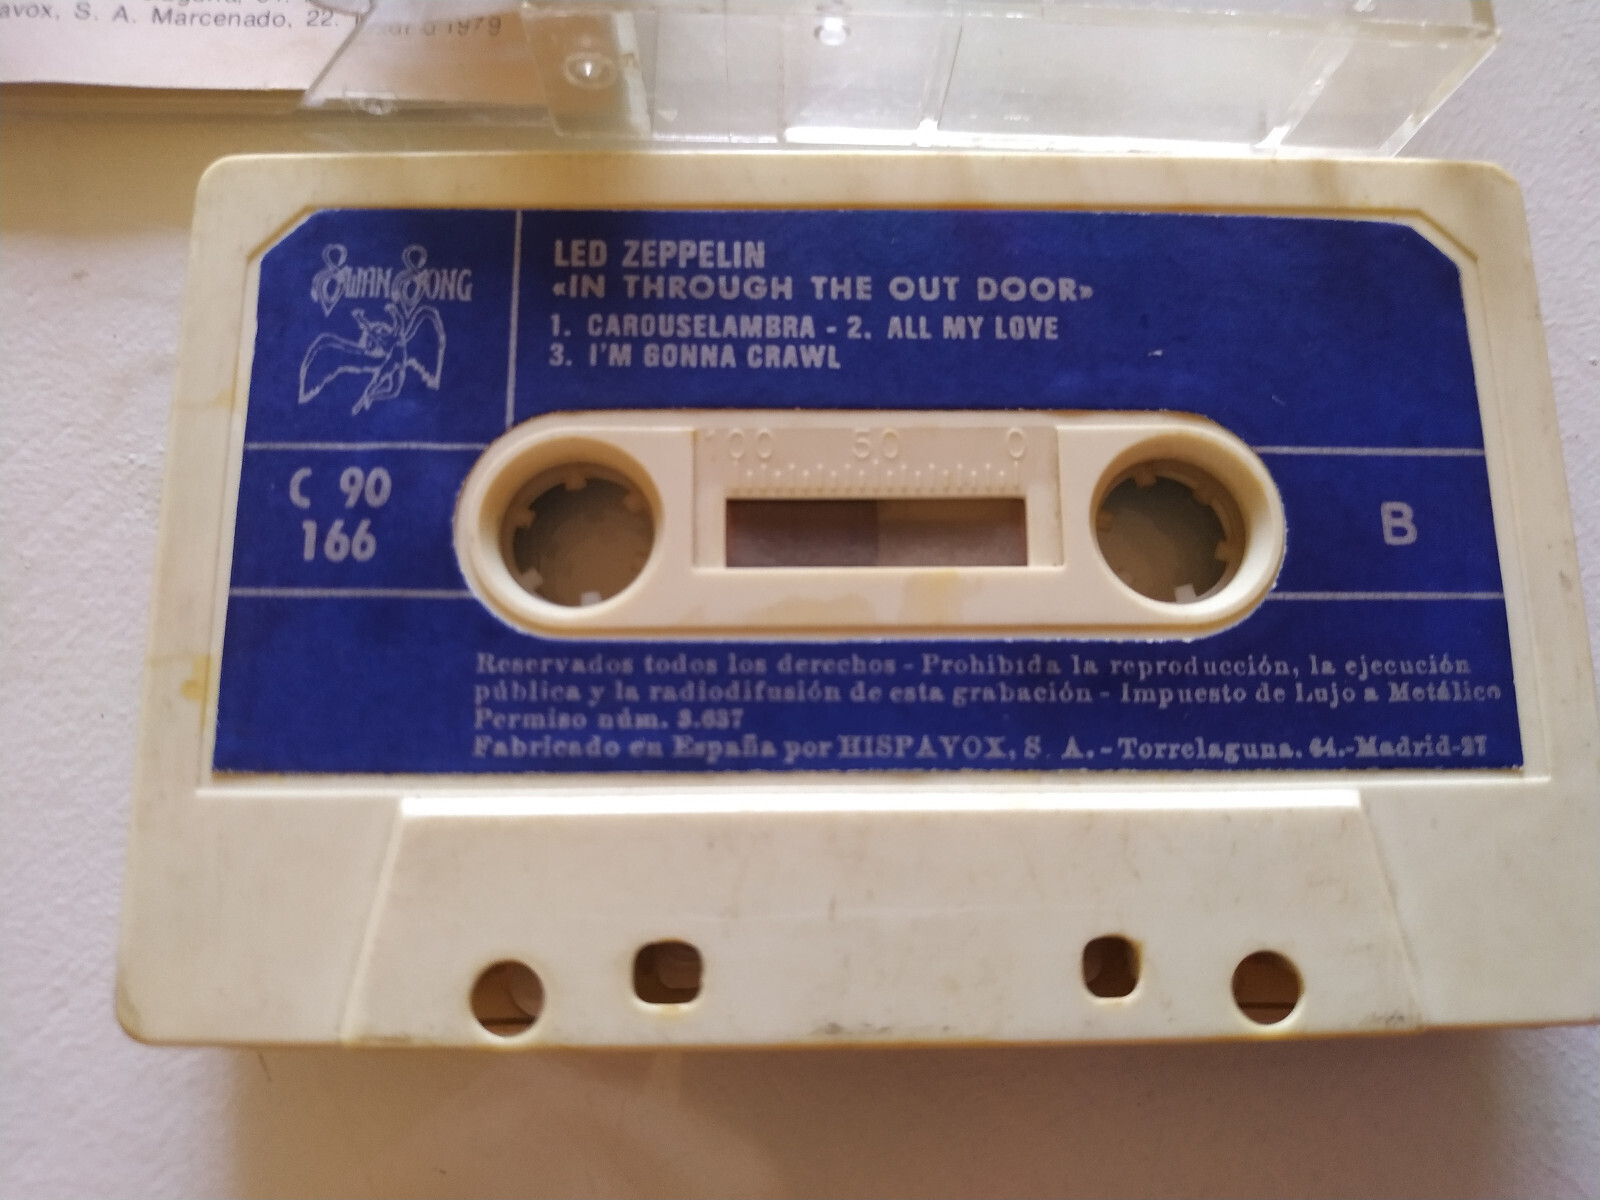 avox, S. A. Marcenado, 22.
1979
SWAN SONG
LED ZEPPELIN
«IN THROUGH THE OUT DOOR»
1. CAROUSELAMBRA - 2. ALL MY LOVE
3. I'M GONNA CRAWL
100 50 0
C 90
166
B
Reservados todos los derechos - Prohibida la reproducción, la ejecución
pública y la radiodifusión de esta grabación - Impuesto de Lujo a Metálico
Permiso núm. 3.637
Fabricado en España por HISPAVOX, S. A. - Torrelaguna, 64.-Madrid-27